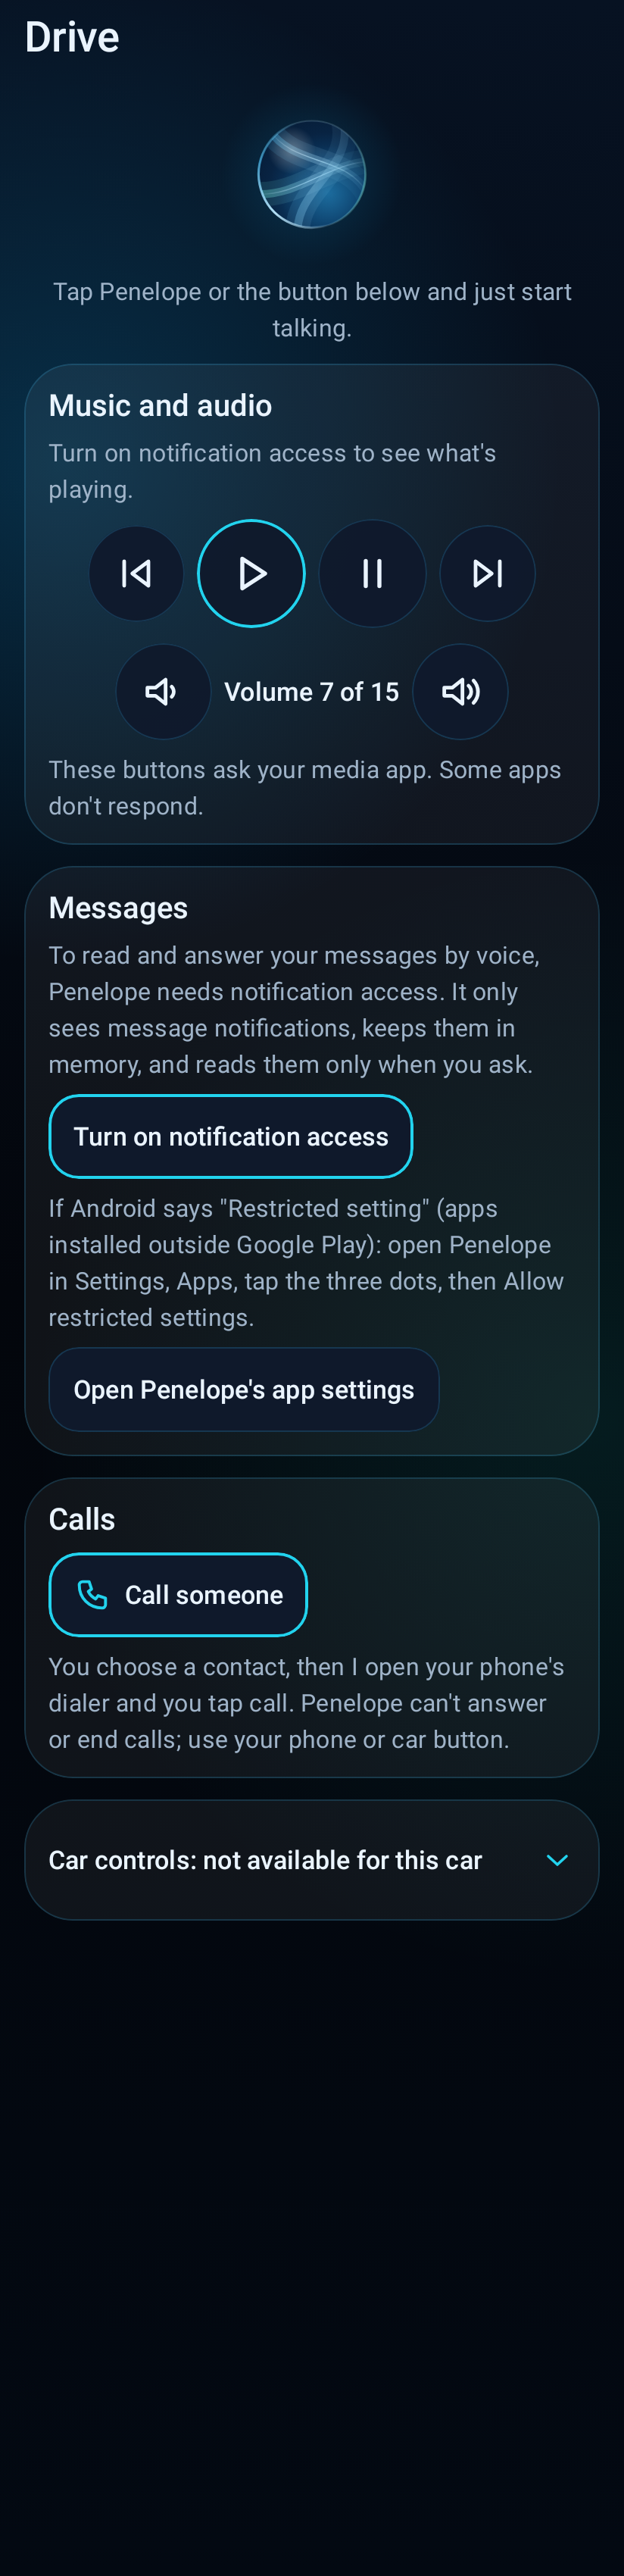 Drive
Tap Penelope or the button below and just start
talking.
Music and audio
Turn on notification access to see what's
playing.
Volume 7 of 15
These buttons ask your media app. Some apps
don't respond.
Messages
To read and answer your messages by voice,
Penelope needs notification access. It only
sees message notifications, keeps them in
memory, and reads them only when you ask.
Turn on notification access
If Android says "Restricted setting" (apps
installed outside Google Play): open Penelope
in Settings, Apps, tap the three dots, then Allow
restricted settings.
Open Penelope's app settings
Calls
Call someone
You choose a contact, then I open your phone's
dialer and you tap call. Penelope can't answer
or end calls; use your phone or car button.
Car controls: not available for this car